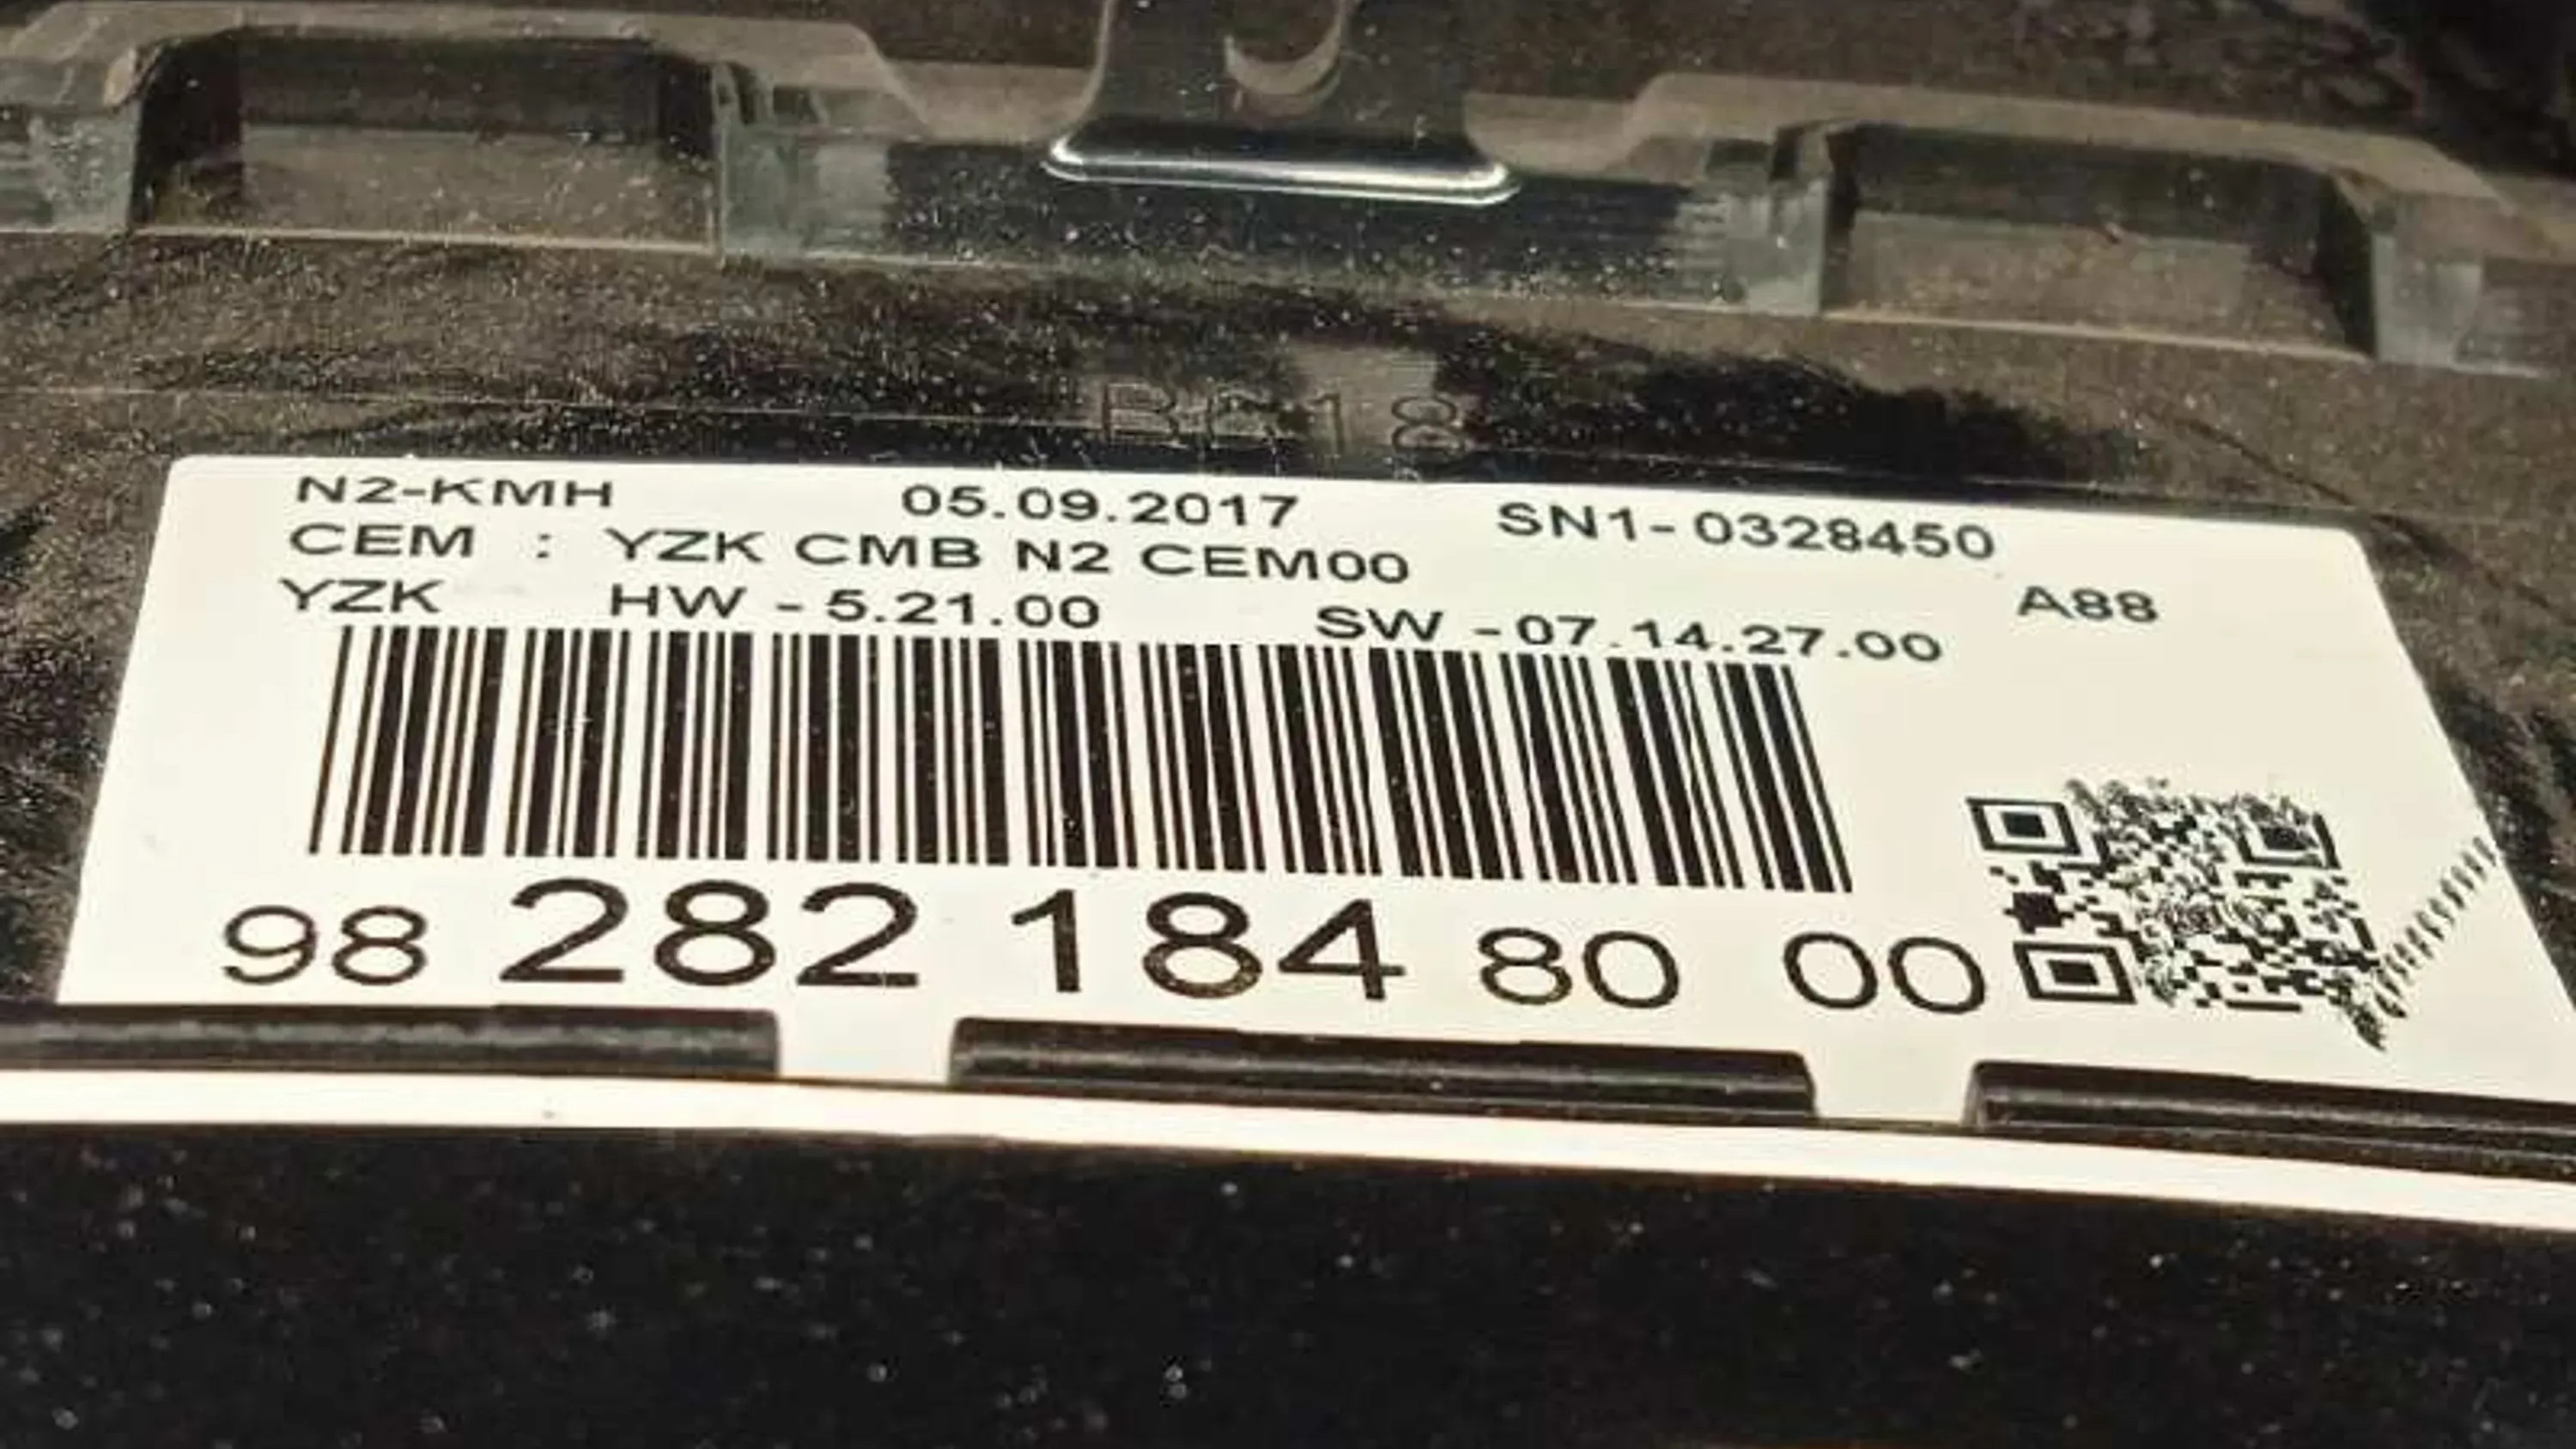 N2-KMH 05.09.2017 SN1-0328450
CEM : YZK CMB N2 CEM00
YZK HW - 5.21.00 SW - 07.14.27.00 A88
98 282 184 80 00